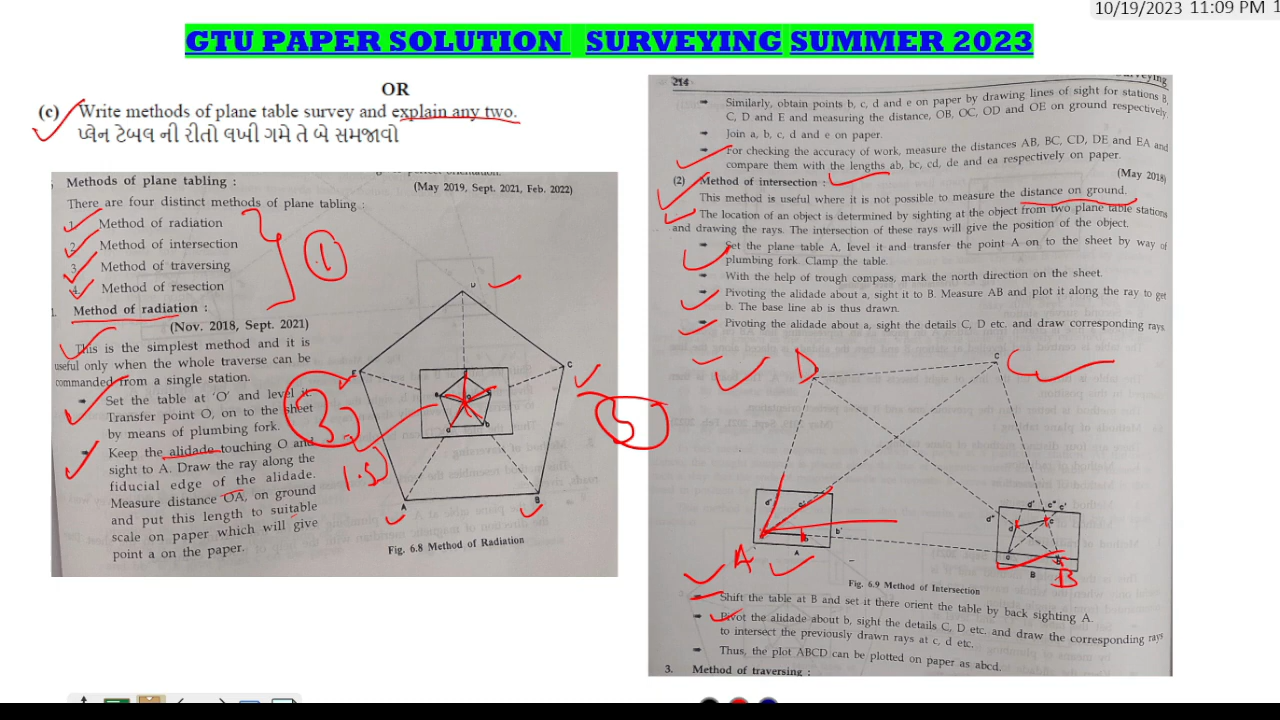 10/19/2023 11:09 PM 1
GTU PAPER SOLUTION SURVEYING SUMMER 2023
OR
(c) Write methods of plane table survey and explain any two.
પ્લેન ટેબલ ની રીતો લખી ગમે તે બે સમજાવો
Methods of plane tabling :
(May 2019, Sept. 2021, Feb. 2022)
There are four distinct methods of plane tabling :
1. Method of radiation
2. Method of intersection
3. Method of traversing
4. Method of resection
1
Method of radiation :
(Nov. 2018, Sept. 2021)
This is the simplest method and it is
useful only when the whole traverse can be
commanded from a single station.
Set the table at 'O' and level it.
Transfer point O, on to the sheet
by means of plumbing fork.
Keep the alidade touching O and
sight to A. Draw the ray along the
fiducial edge of the alidade.
Measure distance OA, on ground
and put this length to suitable
scale on paper which will give
point a on the paper.
3
1.5
D
E
C
A
B
Fig. 6.8 Method of Radiation
214
Similarly, obtain points b, c, d and e on paper by drawing lines of sight for stations B,
C, D and E and measuring the distance, OB, OC, OD and OE on ground respectively.
Join a, b, c, d and e on paper.
For checking the accuracy of work, measure the distances AB, BC, CD, DE and EA and
compare them with the lengths ab, bc, cd, de and ea respectively on paper.
(2) Method of intersection :
(May 2018)
This method is useful where it is not possible to measure the distance on ground.
The location of an object is determined by sighting at the object from two plane table stations
and drawing the rays. The intersection of these rays will give the position of the object.
Set the plane table A, level it and transfer the point A on to the sheet by way of
plumbing fork. Clamp the table.
With the help of trough compass, mark the north direction on the sheet.
Pivoting the alidade about a, sight it to B. Measure AB and plot it along the ray to get
b. The base line ab is thus drawn.
Pivoting the alidade about a, sight the details C, D etc. and draw corresponding rays
D
C
A
B
Fig. 6.9 Method of Intersection
Shift the table at B and set it there orient the table by back sighting A.
Pivot the alidade about b, sight the details C, D etc. and draw the corresponding rays
to intersect the previously drawn rays at c, d etc.
Thus, the plot ABCD can be plotted on paper as abcd.
3. Method of traversing :